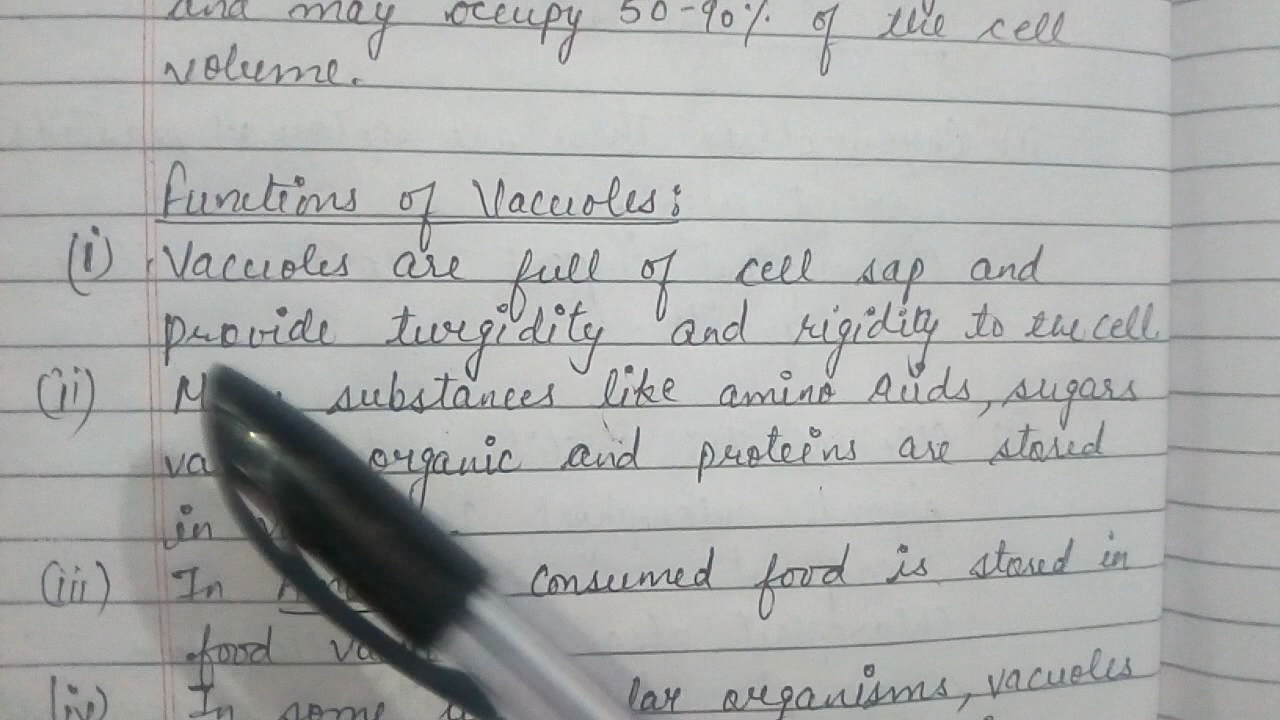 and may occupy 50-90% of the cell
volume.
Functions of Vacuoles:
(i) Vacuoles are full of cell sap and
provide turgidity and rigidity to the cell
(ii) substances like amino acids, sugars
organic and proteins are stored
in
(iii) In consumed food is stored in
food
(iv) In some organisms, vacuoles